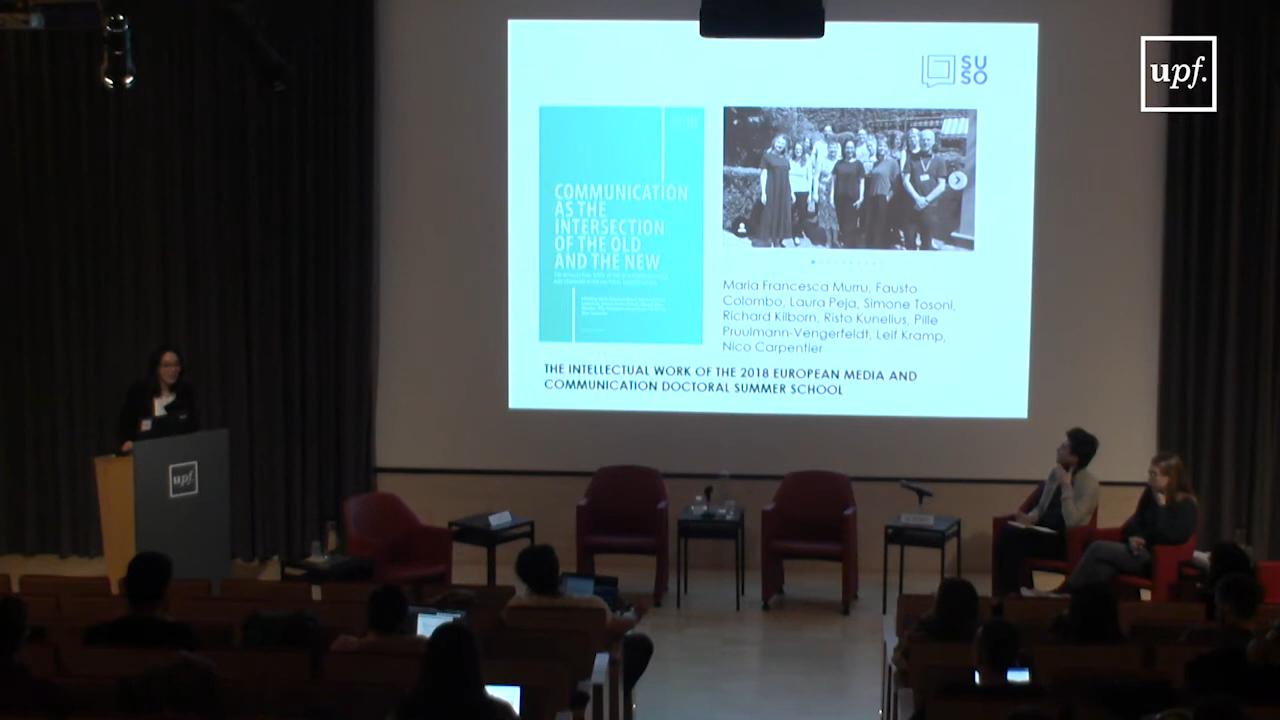 upf.
SU
SO
COMMUNICATION
AS THE
INTERSECTION
OF THE OLD
AND THE NEW
Maria Francesca Murru, Fausto
Colombo, Laura Peja, Simone Tosoni,
Richard Kilborn, Risto Kunelius, Pille
Pruulmann-Vengerfeldt, Leif Kramp,
Nico Carpentier
THE INTELLECTUAL WORK OF THE 2018 EUROPEAN MEDIA AND
COMMUNICATION DOCTORAL SUMMER SCHOOL
upf.